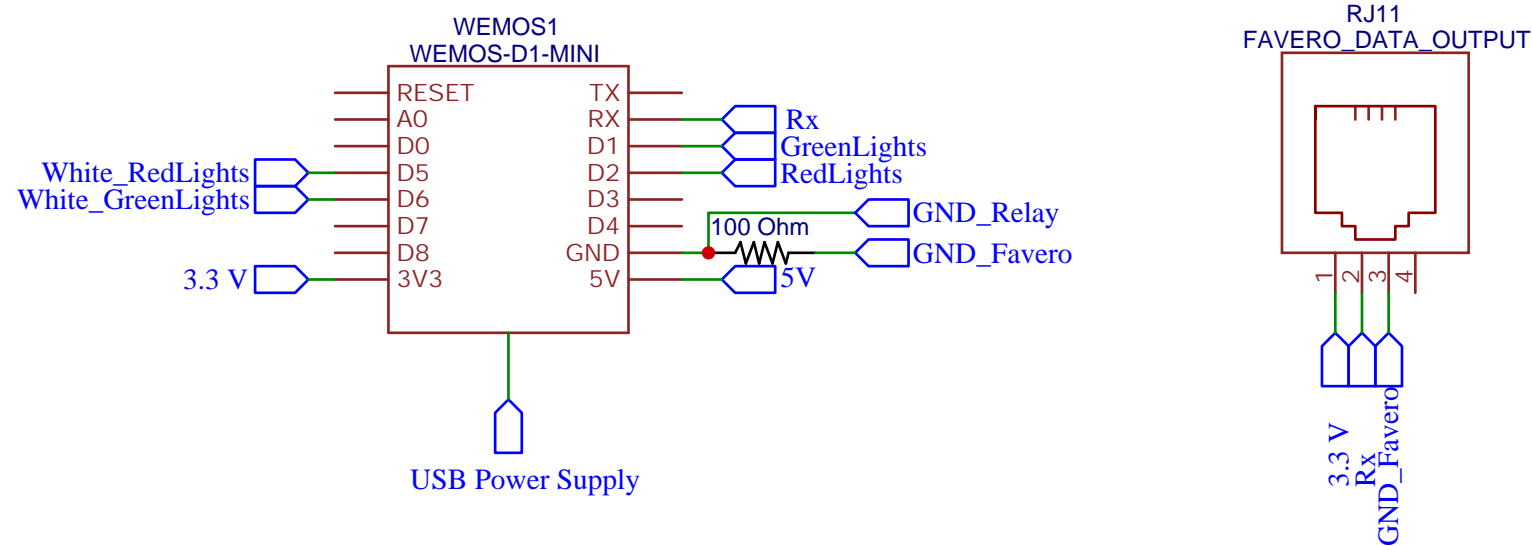 WEMOS1
WEMOS-D1-MINI
RESET
A0
D0
D5
D6
D7
D8
3V3
TX
RX
D1
D2
D3
D4
GND
5V
White_RedLights
White_GreenLights
3.3 V
Rx
GreenLights
RedLights
GND_Relay
100 Ohm
GND_Favero
5V
USB Power Supply
RJ11
FAVERO_DATA_OUTPUT
1
2
3
4
3.3 V
Rx
GND_Favero